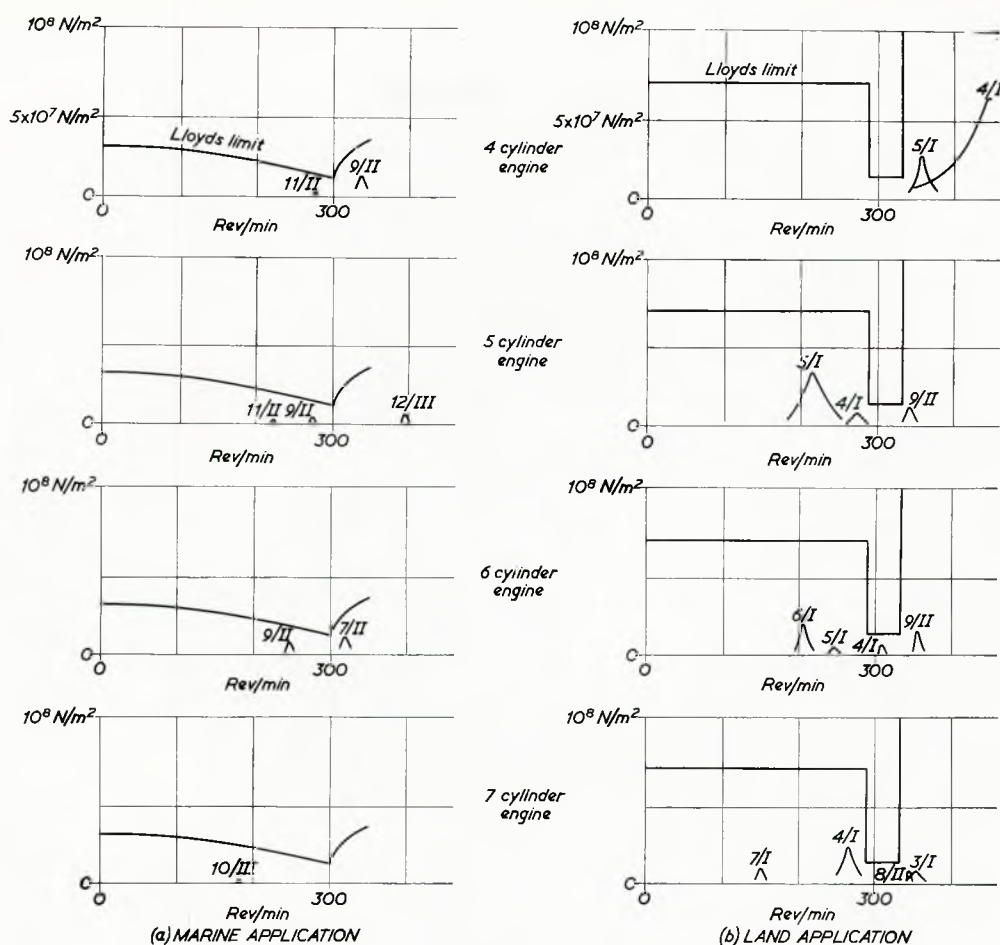 10⁸ N/m²
5x10⁷ N/m²
Lloyds limit
11/II
9/II
0
0
300
Rev/min
4 cylinder
engine
10⁸ N/m²
5x10⁷ N/m²
Lloyds limit
5/I
4/I
0
0
300
Rev/min
10⁸ N/m²
11/II
9/II
12/III
0
0
300
Rev/min
5 cylinder
engine
10⁸ N/m²
5/I
4/I
9/II
0
0
300
Rev/min
10⁸ N/m²
9/II
7/II
0
0
300
Rev/min
6 cylinder
engine
10⁸ N/m²
6/I
5/I
4/I
9/II
0
0
300
Rev/min
10⁸ N/m²
10/II
0
0
300
Rev/min
(a) MARINE APPLICATION
7 cylinder
engine
10⁸ N/m²
7/I
4/I
8/II
3/I
0
0
300
Rev/min
(b) LAND APPLICATION